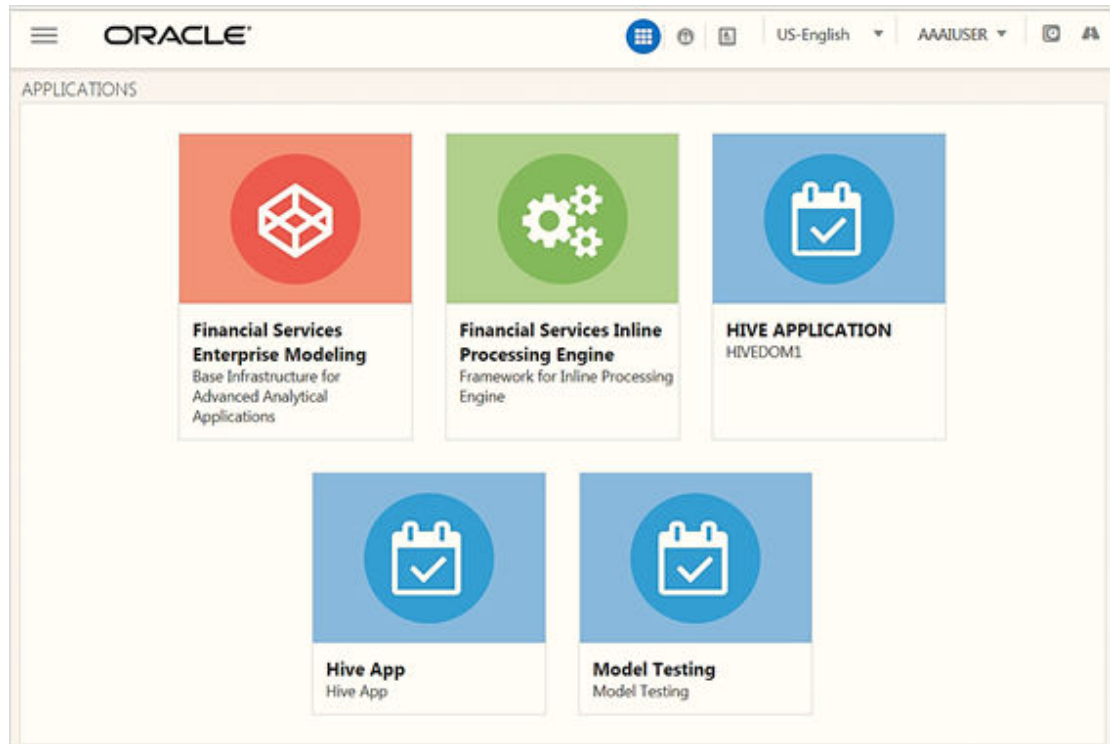 ORACLE
US-English
AAAIUSER
APPLICATIONS
Financial Services
Enterprise Modeling
Base Infrastructure for
Advanced Analytical
Applications
Financial Services Inline
Processing Engine
Framework for Inline Processing
Engine
HIVE APPLICATION
HIVEDOM1
Hive App
Hive App
Model Testing
Model Testing